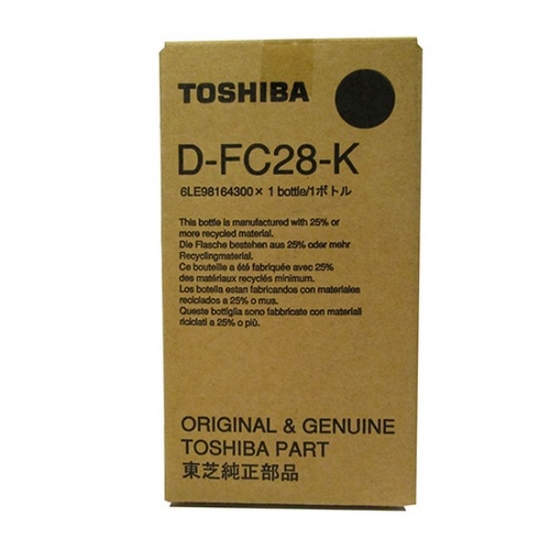 TOSHIBA
D-FC28-K
6LE98164300× 1 bottle/1ボトル
This bottle is manufactured with 25% or
more recycled material.
Die Flasche bestehen aus 25% oder mehr
Recyclingmaterial.
Ce bouteille a été fabriquée avec 25%
des matériaux recyclés minimum.
Los botella estan fabricandos con materiales
reciclados a 25% o mus.
Queste bottiglia sono fabbricate con materiali
riciclati a 25% o più.
ORIGINAL & GENUINE
TOSHIBA PART
東芝純正部品